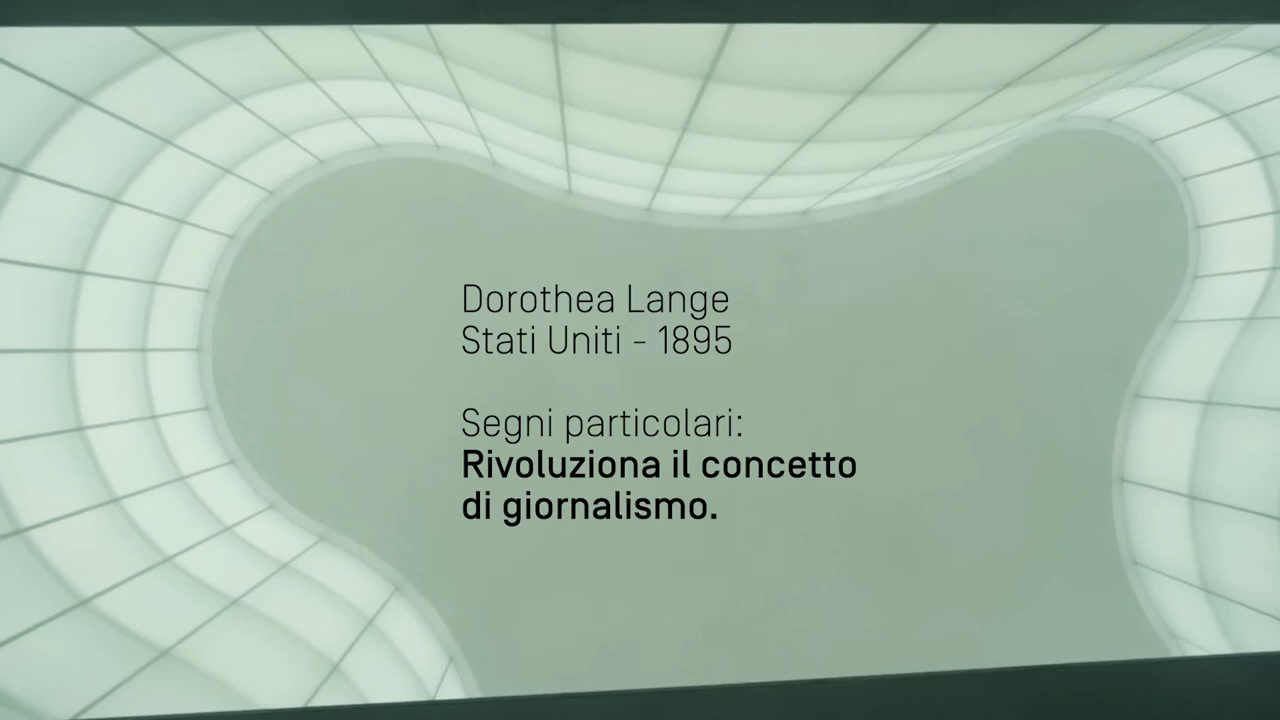 Dorothea Lange
Stati Uniti - 1895
Segni particolari:
Rivoluziona il concetto
di giornalismo.